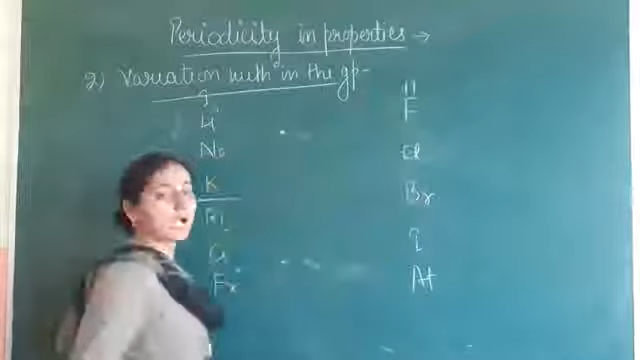 Periodicity in properties →
2) Variation with in the gp-
I
Li
Na
K
Rb
Cs
Fr
F
Cl
Br
I
At